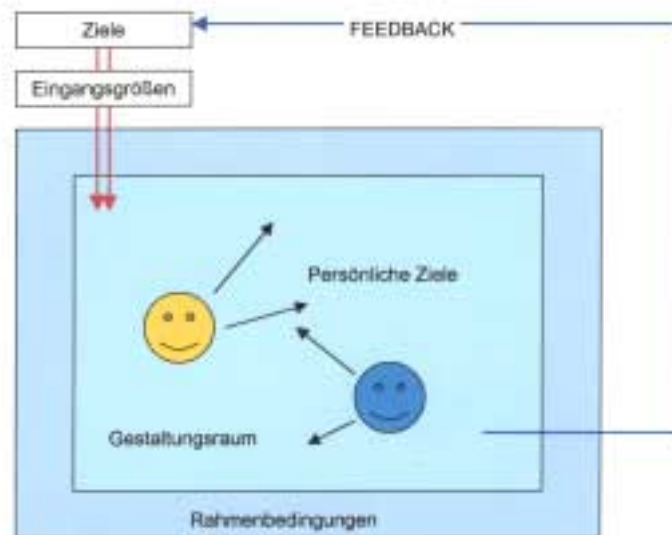 Ziele
FEEDBACK
Eingangsgrößen
Persönliche Ziele
Gestaltungsraum
Rahmenbedingungen